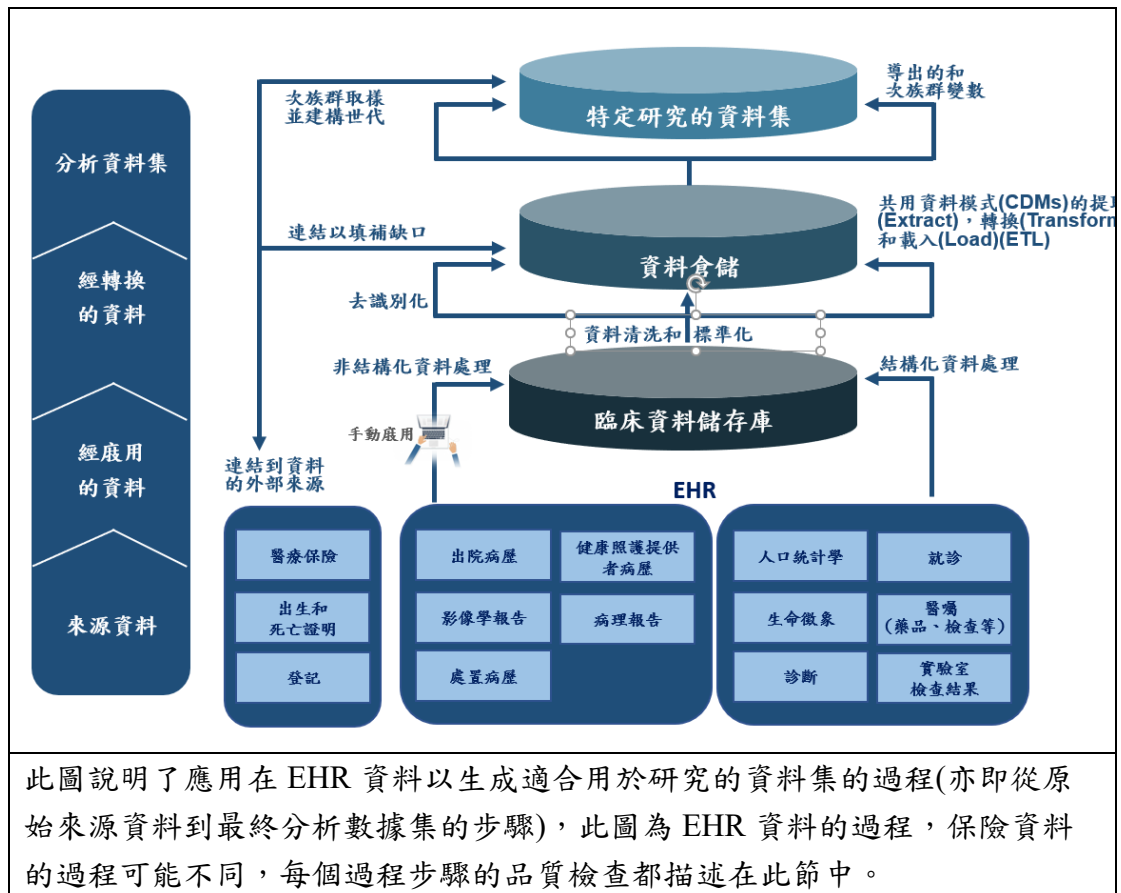 次族群取樣
並建構世代
特定研究的資料集
導出的和
次族群變數
分析資料集
連結以填補缺口
資料倉儲
共用資料模式(CDMs)的提
(Extract),轉換(Transform
和載入(Load)(ETL)
經轉換
的資料
去識別化
資料清洗和標準化
非結構化資料處理
結構化資料處理
臨床資料儲存庫
手動
經
的資料
連結到資料
的外部來源
EHR
來源資料
醫療保險
出生和
死亡證明
登記
出院病歷
健康照護提供
者病歷
影像學報告
病理報告
處置病歷
人口統計學
就診
生命徵象
醫囑
(藥品、檢查等)
診斷
實驗室
檢查結果
此圖說明了應用在 EHR 資料以生成適合用於研究的資料集的過程(亦即從原
始來源資料到最終分析數據集的步驟),此圖為 EHR 資料的過程,保險資料
的過程可能不同,每個過程步驟的品質檢查都描述在此節中。